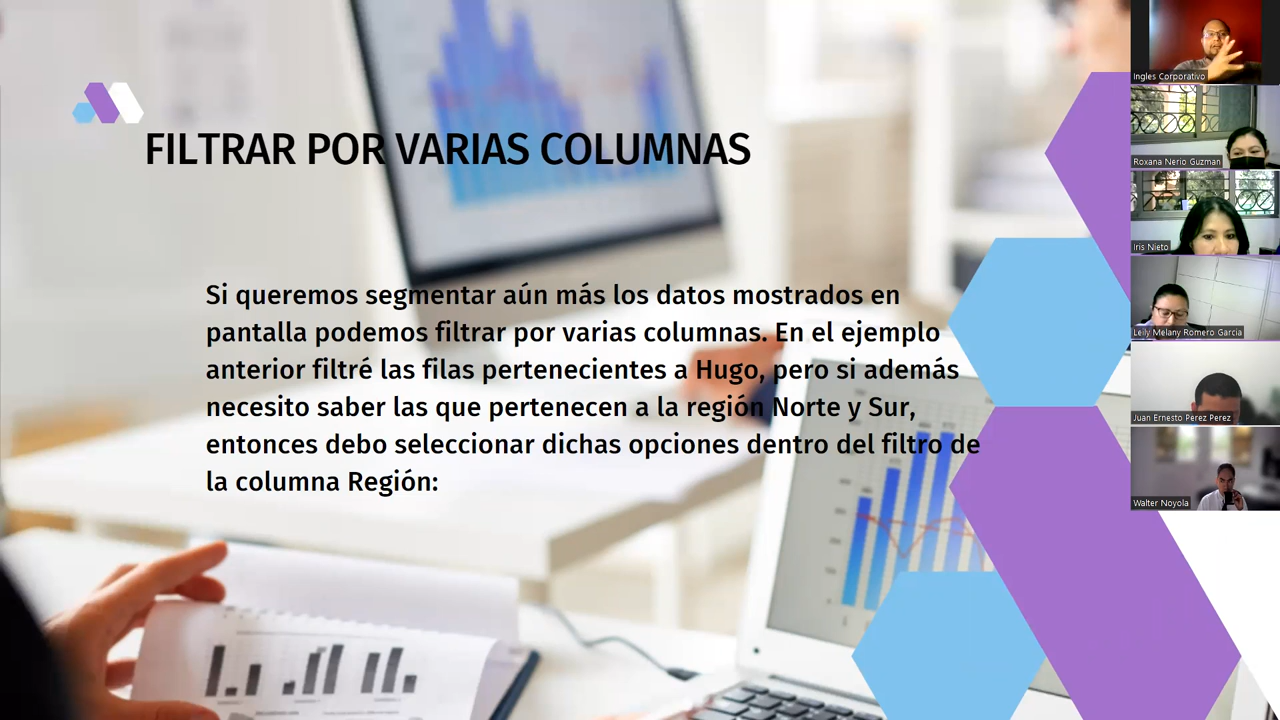 FILTRAR POR VARIAS COLUMNAS
Si queremos segmentar aún más los datos mostrados en
pantalla podemos filtrar por varias columnas. En el ejemplo
anterior filtré las filas pertenecientes a Hugo, pero si además
necesito saber las que pertenecen a la región Norte y Sur,
entonces debo seleccionar dichas opciones dentro del filtro de
la columna Región:
Ingles Corporativo
Roxana Nerio Guzman
Iris Nieto
Leily Melany Romero Garcia
Juan Ernesto Perez Perez
Walter Noyola